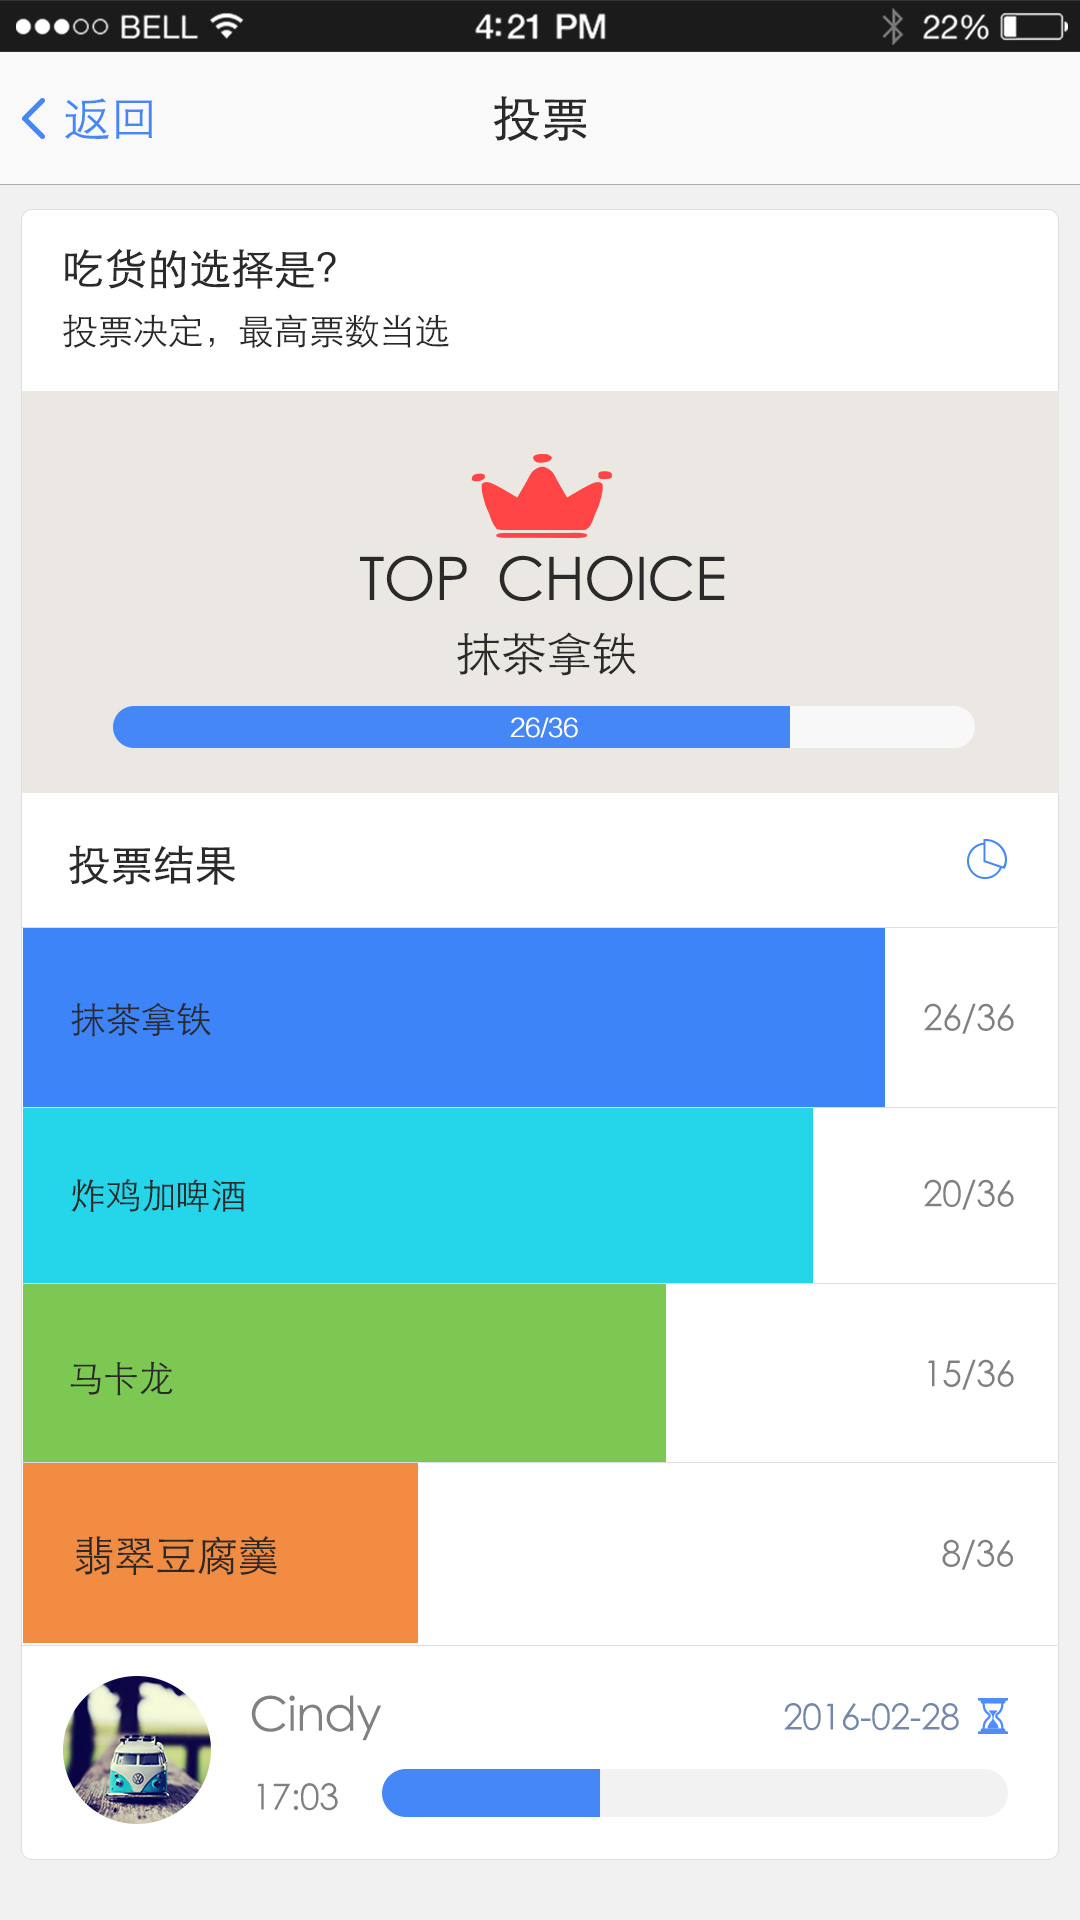 BELL 4:21 PM 22%
返回 投票
吃货的选择是?
投票决定，最高票数当选
TOP CHOICE
抹茶拿铁
26/36
投票结果
抹茶拿铁 26/36
炸鸡加啤酒 20/36
马卡龙 15/36
翡翠豆腐羹 8/36
Cindy 2016-02-28
17:03